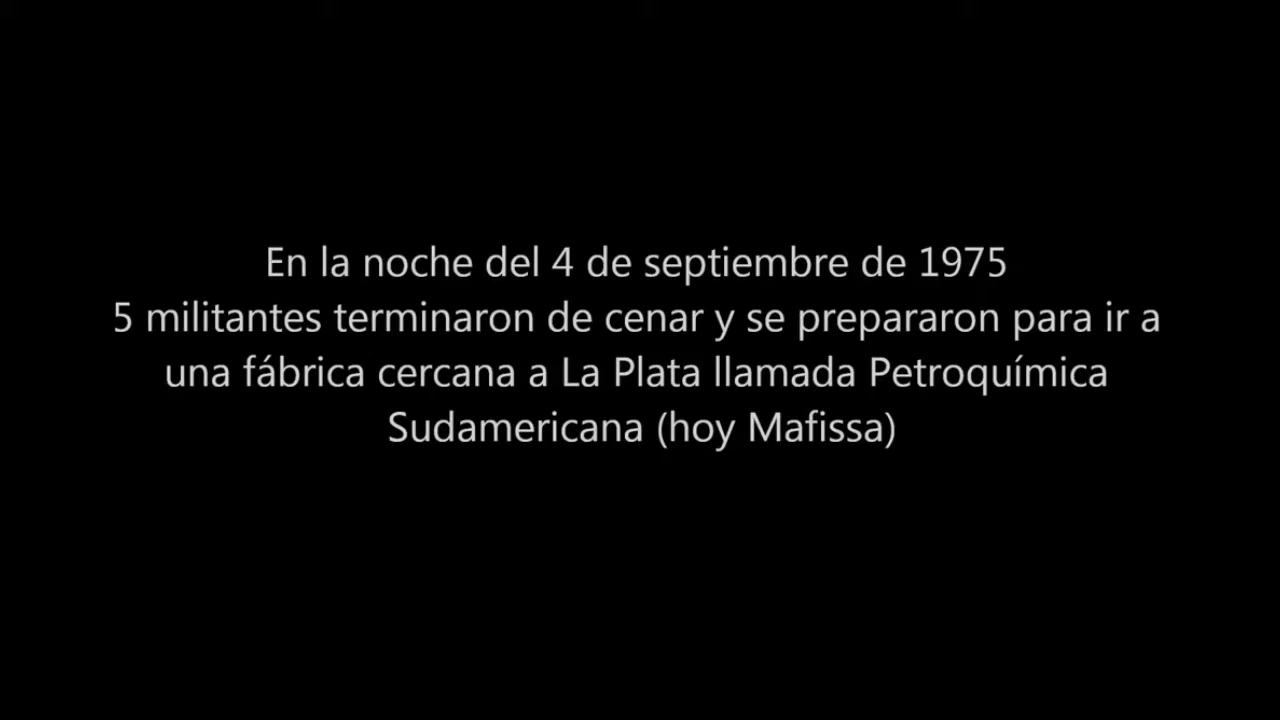 En la noche del 4 de septiembre de 1975
5 militantes terminaron de cenar y se prepararon para ir a
una fábrica cercana a La Plata llamada Petroquímica
Sudamericana (hoy Mafissa)